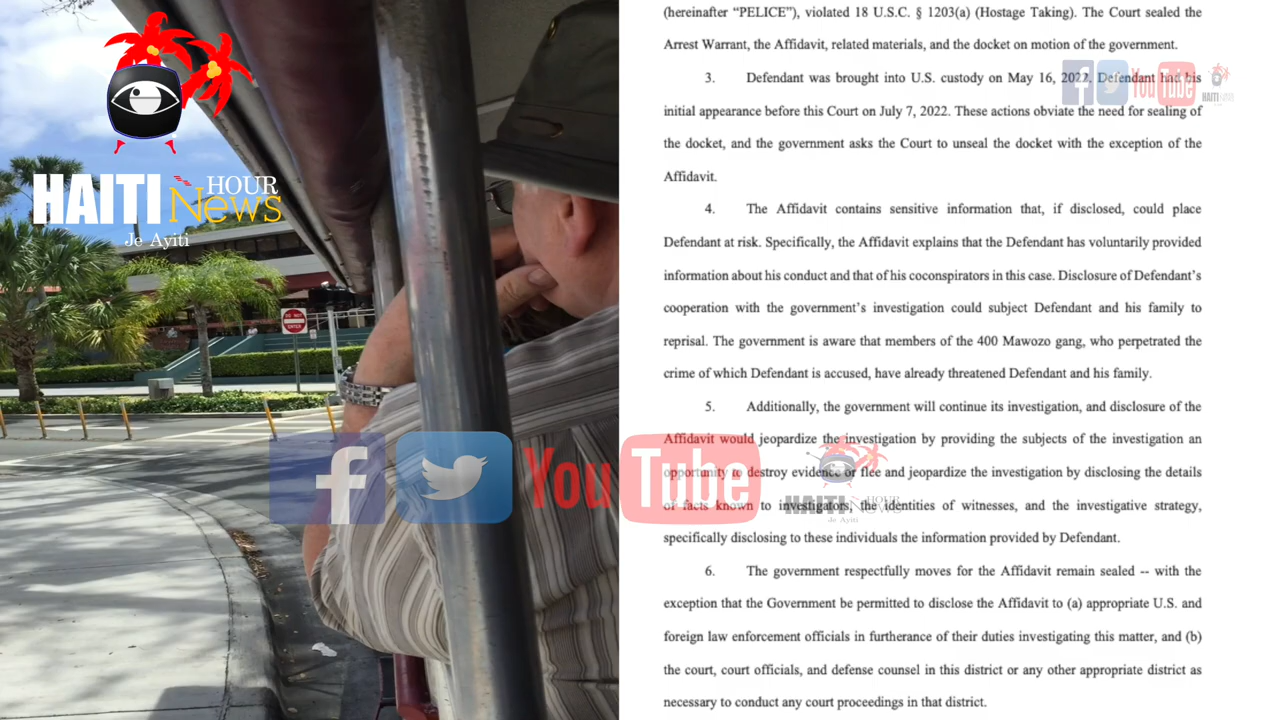 HAITI HOUR
News
Je Ayiti
DO NOT
ENTER
(hereinafter “PELICE”), violated 18 U.S.C. § 1203(a) (Hostage Taking). The Court sealed the
Arrest Warrant, the Affidavit, related materials, and the docket on motion of the government.
3. Defendant was brought into U.S. custody on May 16, 2022. Defendant had his
initial appearance before this Court on July 7, 2022. These actions obviate the need for sealing of
the docket, and the government asks the Court to unseal the docket with the exception of the
Affidavit.
4. The Affidavit contains sensitive information that, if disclosed, could place
Defendant at risk. Specifically, the Affidavit explains that the Defendant has voluntarily provided
information about his conduct and that of his coconspirators in this case. Disclosure of Defendant’s
cooperation with the government’s investigation could subject Defendant and his family to
reprisal. The government is aware that members of the 400 Mawozo gang, who perpetrated the
crime of which Defendant is accused, have already threatened Defendant and his family.
5. Additionally, the government will continue its investigation, and disclosure of the
Affidavit would jeopardize the investigation by providing the subjects of the investigation an
opportunity to destroy evidence or flee and jeopardize the investigation by disclosing the details
of facts known to investigators, the identities of witnesses, and the investigative strategy,
specifically disclosing to these individuals the information provided by Defendant.
6. The government respectfully moves for the Affidavit remain sealed -- with the
exception that the Government be permitted to disclose the Affidavit to (a) appropriate U.S. and
foreign law enforcement officials in furtherance of their duties investigating this matter, and (b)
the court, court officials, and defense counsel in this district or any other appropriate district as
necessary to conduct any court proceedings in that district.
f YouTube
HAITI HOUR
NEWS
Je Ayiti
f YouTube HAITI